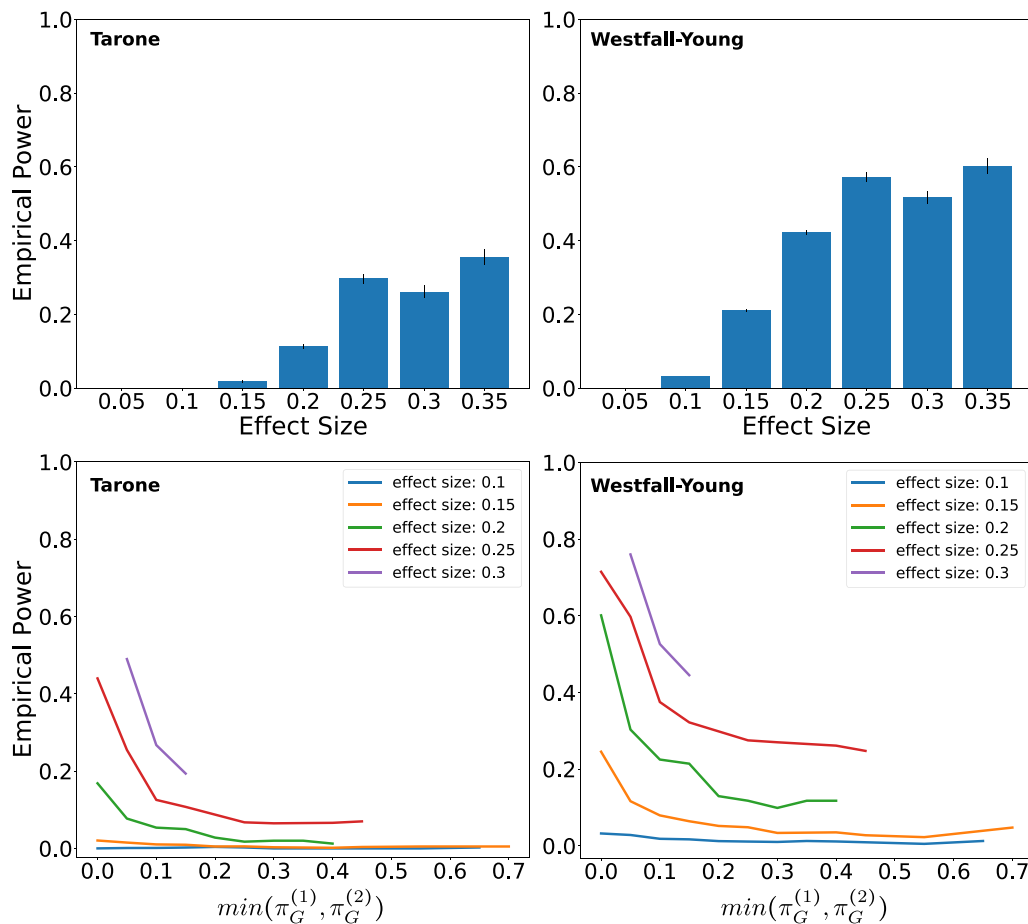 Tarone
Empirical Power
1.0
0.8
0.6
0.4
0.2
0.0
0.05 0.1 0.15 0.2 0.25 0.3 0.35
Effect Size
Westfall-Young
1.0
0.8
0.6
0.4
0.2
0.0
0.05 0.1 0.15 0.2 0.25 0.3 0.35
Effect Size
Tarone
Empirical Power
1.0
0.8
0.6
0.4
0.2
0.0
effect size: 0.1
effect size: 0.15
effect size: 0.2
effect size: 0.25
effect size: 0.3
0.0 0.1 0.2 0.3 0.4 0.5 0.6 0.7
min(π_G^(1), π_G^(2))
Westfall-Young
1.0
0.8
0.6
0.4
0.2
0.0
effect size: 0.1
effect size: 0.15
effect size: 0.2
effect size: 0.25
effect size: 0.3
0.0 0.1 0.2 0.3 0.4 0.5 0.6 0.7
min(π_G^(1), π_G^(2))